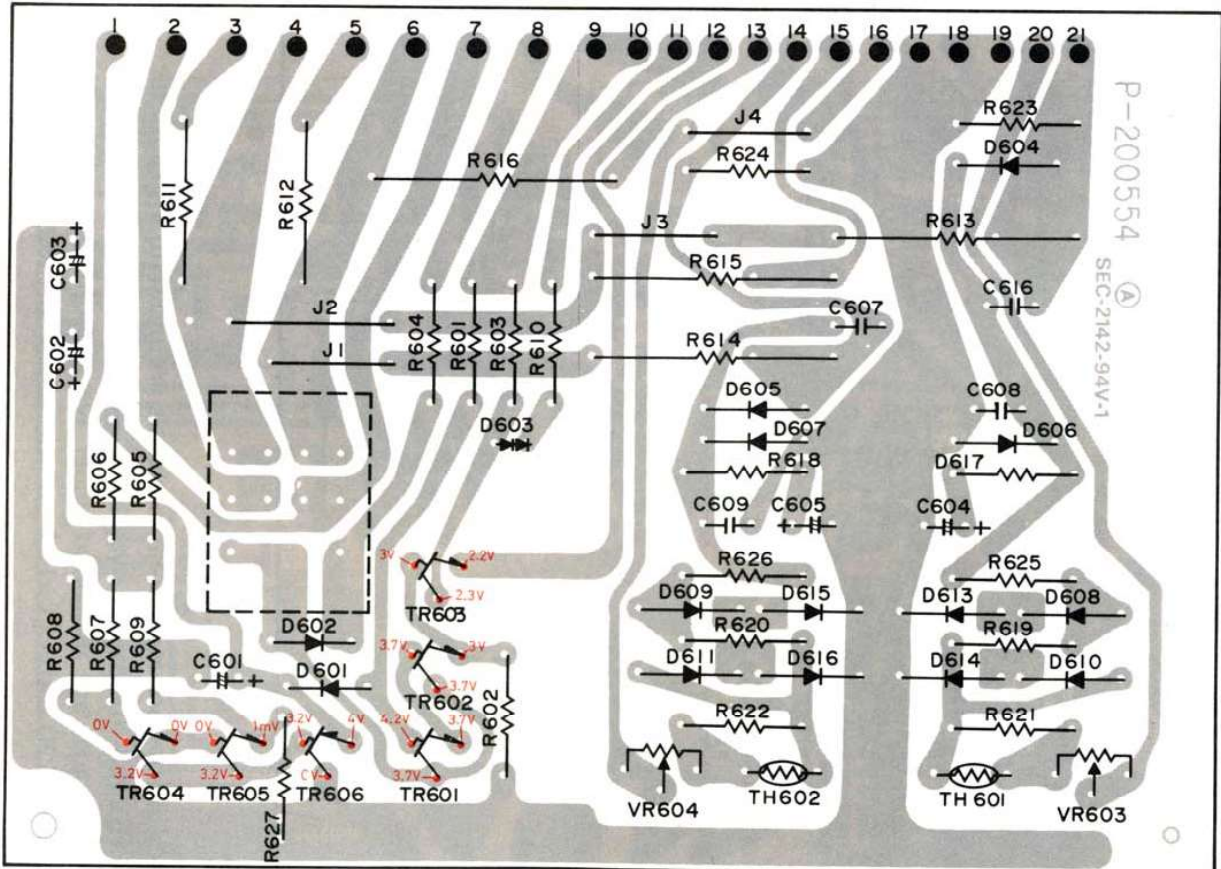 1 2 3 4 5 6 7 8 9 10 11 12 13 14 15 16 17 18 19 20 21
P-200554 Ⓐ
SEC-2142-94V-1
R623
J4
D604
R624
R616
R611
R612
R613
J3
C603
R615
C616
J2
C607
R604
R601
R603
R610
C602
J1
R614
D605
C608
D603
D607
D606
R618
D617
R606
R605
C609
+C605
C604
+
3V
2.2V
2.3V
TR603
R626
R625
D609
D615
D613
D608
R608
R607
R609
D602
R620
R619
3.7V
3V
3.7V
TR602
C601
+
D601
D611
D616
D614
D610
R602
R622
R621
0V
0V
3.2V
TR604
0V
1mV
3.2V
TR605
3.2V
4V
0V
TR606
4.2V
3.7V
3.7V
TR601
R627
VR604
TH602
TH601
VR603